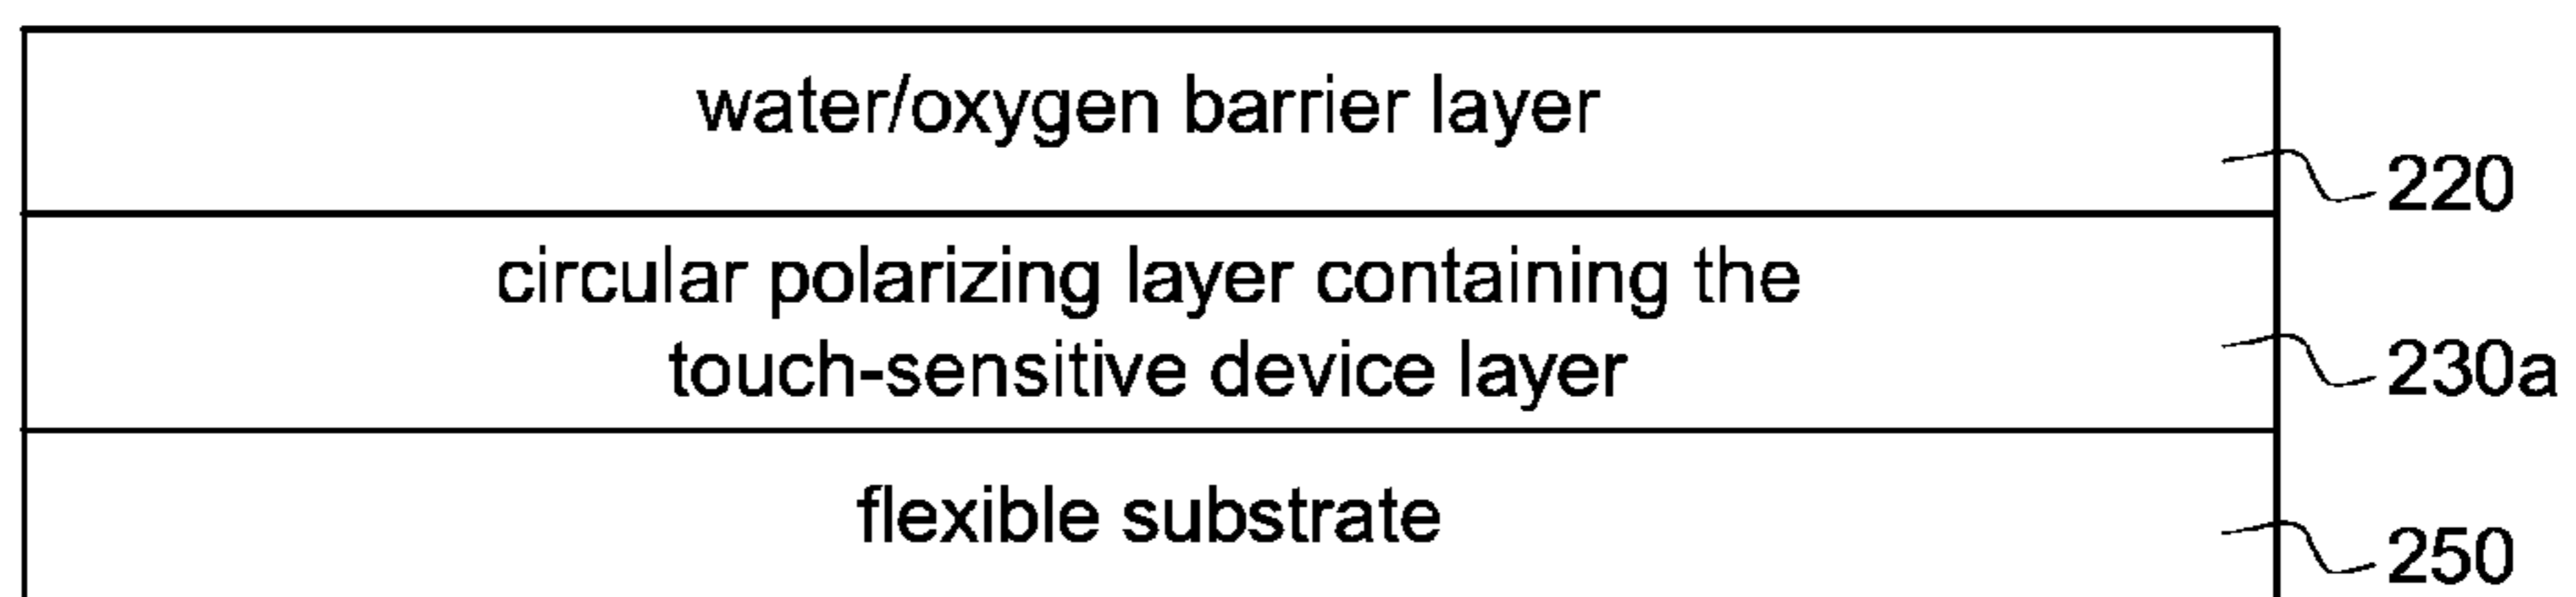 water/oxygen barrier layer
220
circular polarizing layer containing the
touch-sensitive device layer
230a
flexible substrate
250